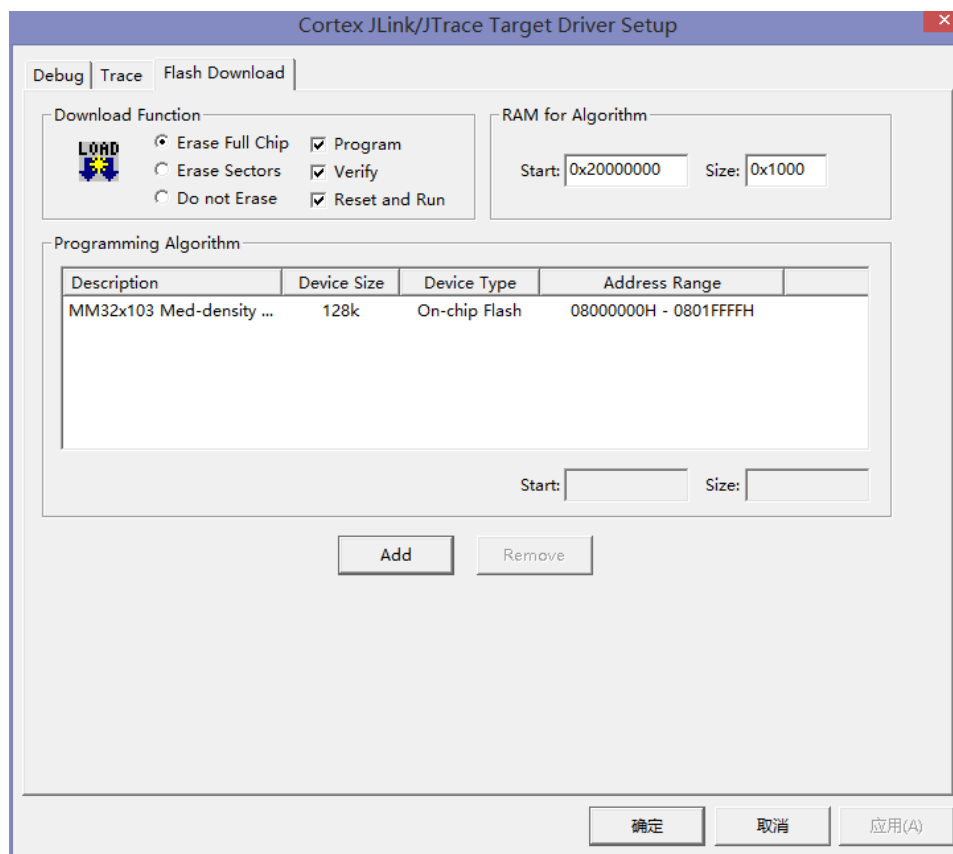 Cortex JLink/JTrace Target Driver Setup
Debug Trace Flash Download
Download Function
LOAD
Erase Full Chip Program
Erase Sectors Verify
Do not Erase Reset and Run
RAM for Algorithm
Start: 0x20000000 Size: 0x1000
Programming Algorithm
Description Device Size Device Type Address Range
MM32x103 Med-density ... 128k On-chip Flash 08000000H - 0801FFFFH
Start: Size:
Add Remove
确定 取消 应用(A)